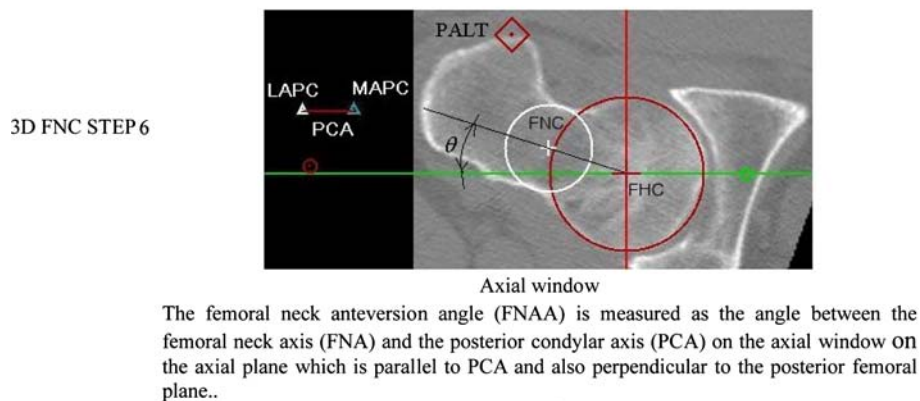 PALT
LAPC MAPC
PCA
3D FNC STEP 6
FNC
θ
FHC
Axial window
The femoral neck anteversion angle (FNAA) is measured as the angle between the
femoral neck axis (FNA) and the posterior condylar axis (PCA) on the axial window on
the axial plane which is parallel to PCA and also perpendicular to the posterior femoral
plane..